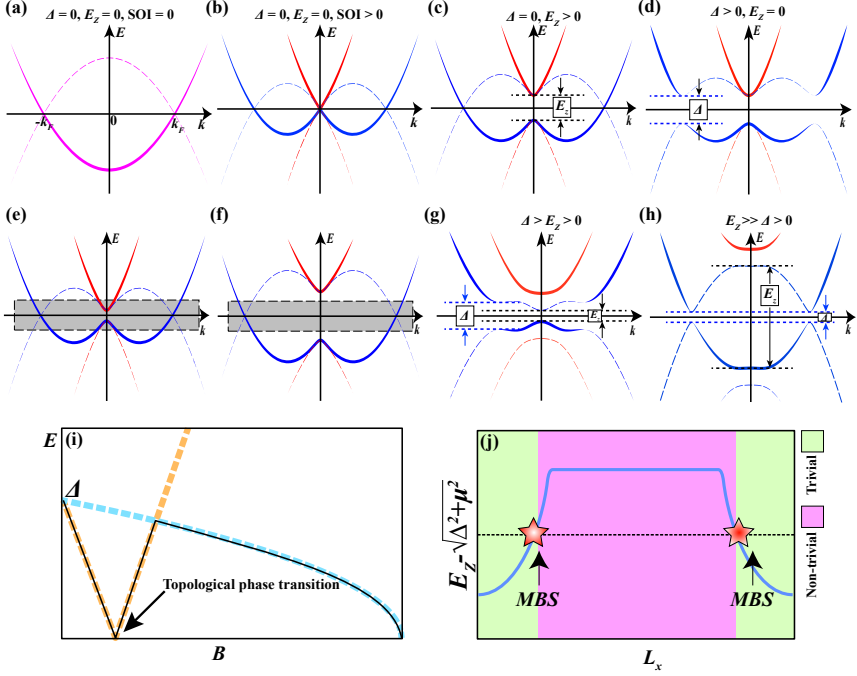 (a)
Δ = 0, E_Z = 0, SOI = 0
E
-k_F
0
k_F
k
(b)
Δ = 0, E_Z = 0, SOI > 0
E
k
(c)
Δ = 0, E_Z > 0
E
E_z
k
(d)
Δ > 0, E_Z = 0
E
Δ
k
(e)
E
k
(f)
E
k
(g)
Δ > E_Z > 0
E
Δ
E_z
k
(h)
E_Z >> Δ > 0
E
E_z
Δ
k
(i)
E
Δ
Topological phase transition
B
(j)
E_Z-√Δ²+μ²
MBS
MBS
L_x
Trivial
Non-trivial